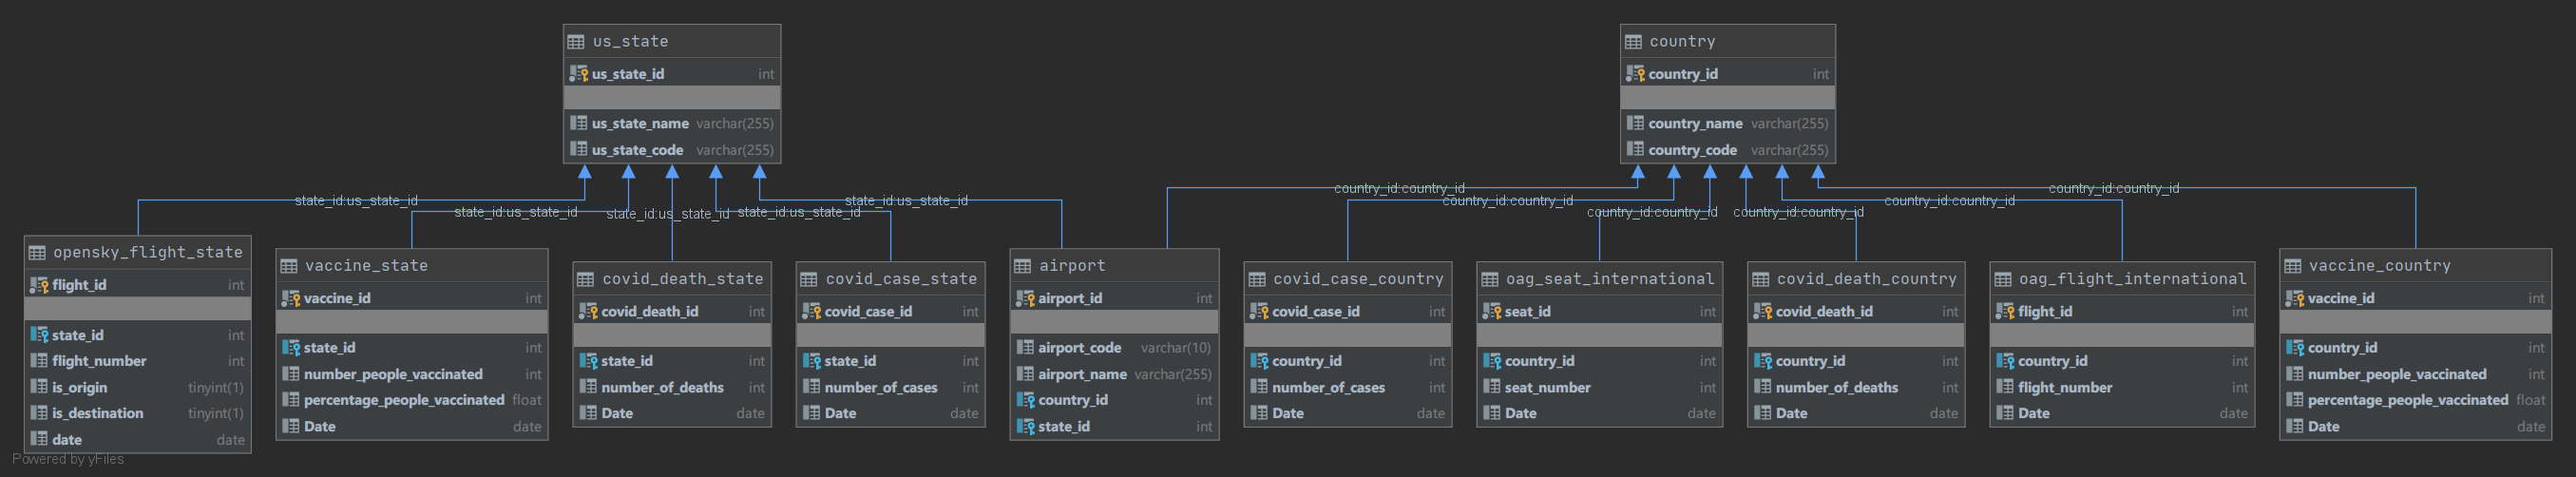 us_state
us_state_id int
us_state_name varchar(255)
us_state_code varchar(255)
country
country_id int
country_name varchar(255)
country_code varchar(255)
state_id:us_state_id
state_id:us_state_id
state_id:us_state_id
state_id:us_state_id
state_id:us_state_id
country_id:country_id
country_id:country_id
country_id:country_id
country_id:country_id
country_id:country_id
country_id:country_id
opensky_flight_state
flight_id int
state_id int
flight_number int
is_origin tinyint(1)
is_destination tinyint(1)
date date
vaccine_state
vaccine_id int
state_id int
number_people_vaccinated int
percentage_people_vaccinated float
Date date
covid_death_state
covid_death_id int
state_id int
number_of_deaths int
Date date
covid_case_state
covid_case_id int
state_id int
number_of_cases int
Date date
airport
airport_id int
airport_code varchar(10)
airport_name varchar(255)
country_id int
state_id int
covid_case_country
covid_case_id int
country_id int
number_of_cases int
Date date
oag_seat_international
seat_id int
country_id int
seat_number int
Date date
covid_death_country
covid_death_id int
country_id int
number_of_deaths int
Date date
oag_flight_international
flight_id int
country_id int
flight_number int
Date date
vaccine_country
vaccine_id int
country_id int
number_people_vaccinated int
percentage_people_vaccinated float
Date date
Powered by yFiles